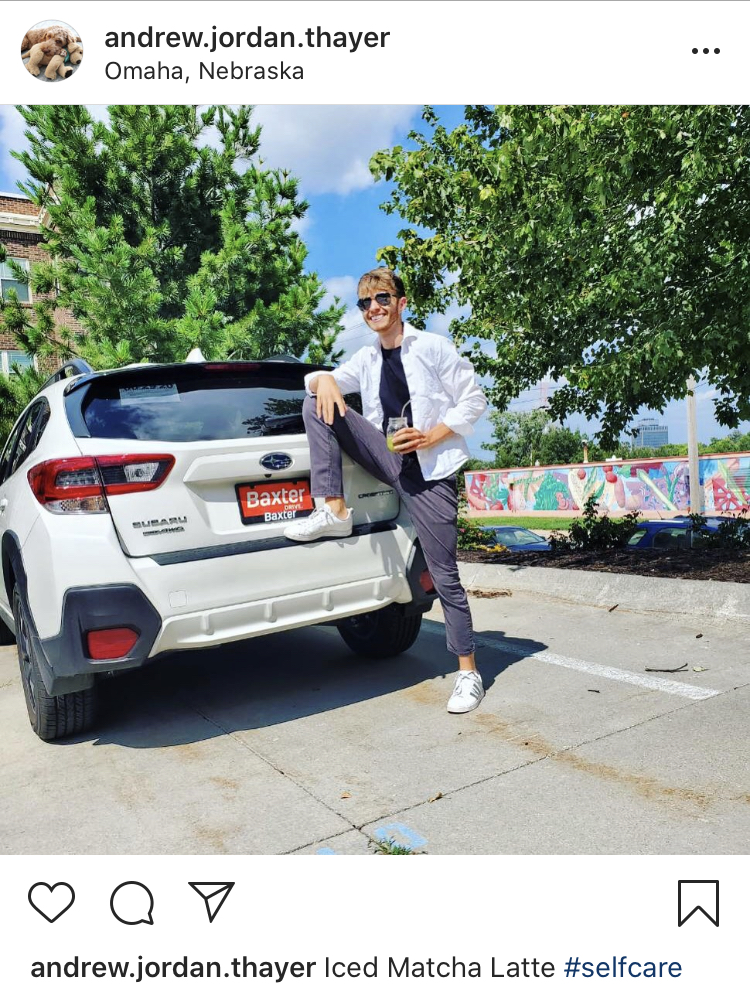 andrew.jordan.thayer
Omaha, Nebraska
SUBARU
Baxter
Baxter
andrew.jordan.thayer Iced Matcha Latte #selfcare